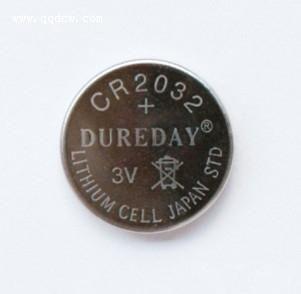 www.qqdcw.com
CR2032
+
DUREDAY®
3V
LITHIUM CELL JAPAN STD